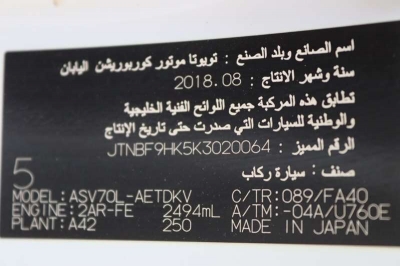 اسم الصانع وبلد الصنع : تويوتا موتور كوربوريشن اليابان
سنة وشهر الانتاج : 2018.08
تطابق هذه المركبة جميع اللوائح الفنية الخليجية
والوطنية للسيارات التي صدرت حتى تاريخ الإنتاج
الرقم المميز : JTNBF9HK5K3020064
صنف : سيارة ركاب
5
MODEL: ASV70L-AETDKV C/TR: 089/FA40
ENGINE: 2AR-FE 2494mL A/TM: -04A/U760E
PLANT: A42 250 MADE IN JAPAN